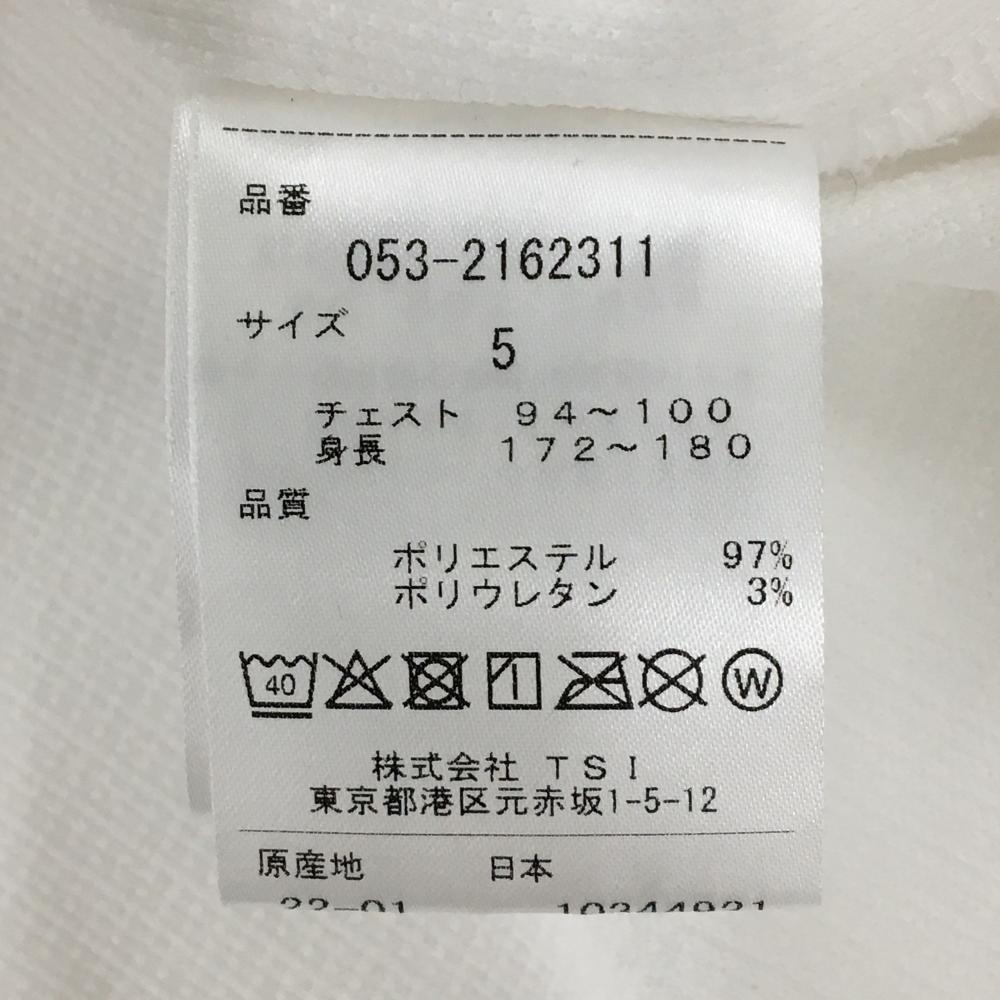 品番
053-2162311
サイズ
5
チェスト 94～100
身長 172～180
品質
ポリエステル 97%
ポリウレタン 3%
40 W
株式会社 TSI
東京都港区元赤坂1-5-12
原産地 日本